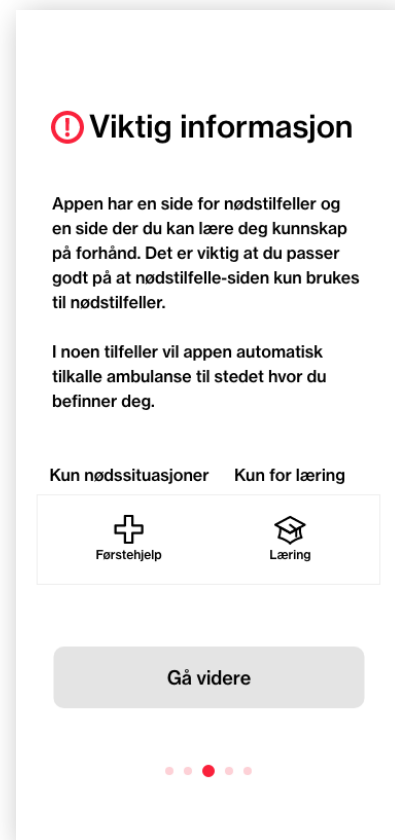 Viktig informasjon
Appen har en side for nødstilfeller og
en side der du kan lære deg kunnskap
på forhånd. Det er viktig at du passer
godt på at nødstilfelle-siden kun brukes
til nødstilfeller.
I noen tilfeller vil appen automatisk
tilkalle ambulanse til stedet hvor du
befinner deg.
Kun nødssituasjoner Kun for læring
Førstehjelp Læring
Gå videre